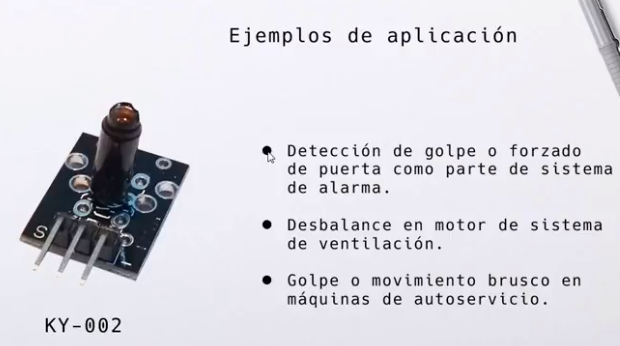 Ejemplos de aplicación
Detección de golpe o forzado
de puerta como parte de sistema
de alarma.
Desbalance en motor de sistema
de ventilación.
Golpe o movimiento brusco en
máquinas de autoservicio.
S
KY-002